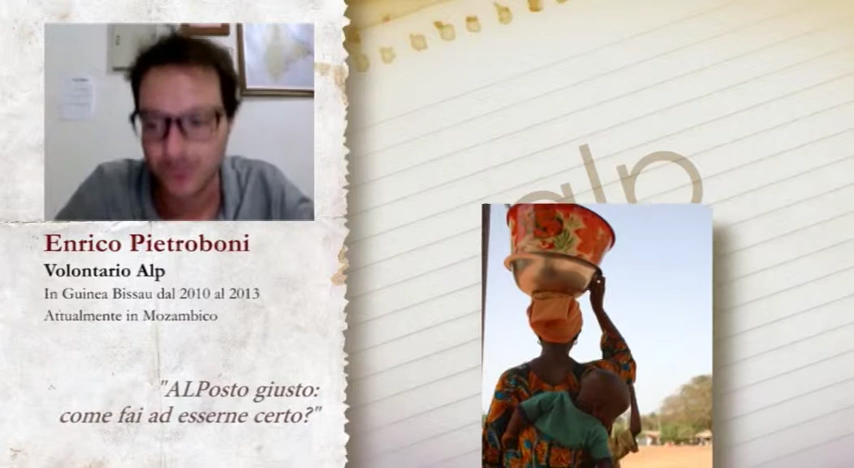 Enrico Pietroboni
Volontario Alp
In Guinea Bissau dal 2010 al 2013
Attualmente in Mozambico
"ALPosto giusto:
come fai ad esserne certo?"
alp